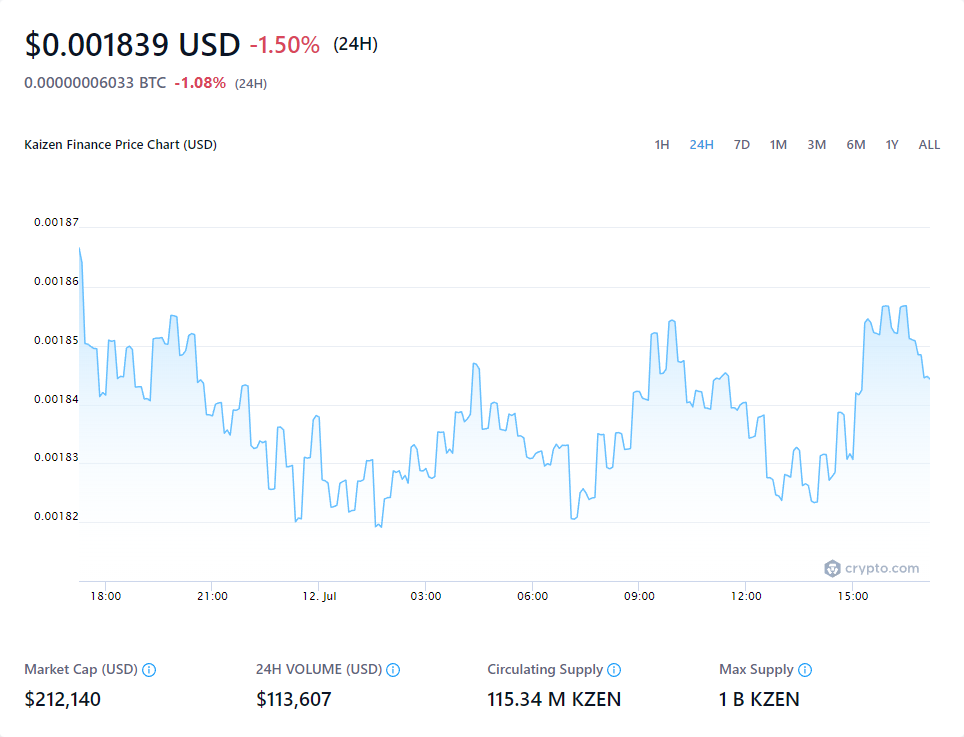 $0.001839 USD -1.50% (24H)
0.00000006033 BTC -1.08% (24H)
Kaizen Finance Price Chart (USD)
1H 24H 7D 1M 3M 6M 1Y ALL
0.00187
0.00186
0.00185
0.00184
0.00183
0.00182
crypto.com
18:00 21:00 12. Jul 03:00 06:00 09:00 12:00 15:00
Market Cap (USD) 24H VOLUME (USD) Circulating Supply Max Supply
$212,140 $113,607 115.34 M KZEN 1 B KZEN